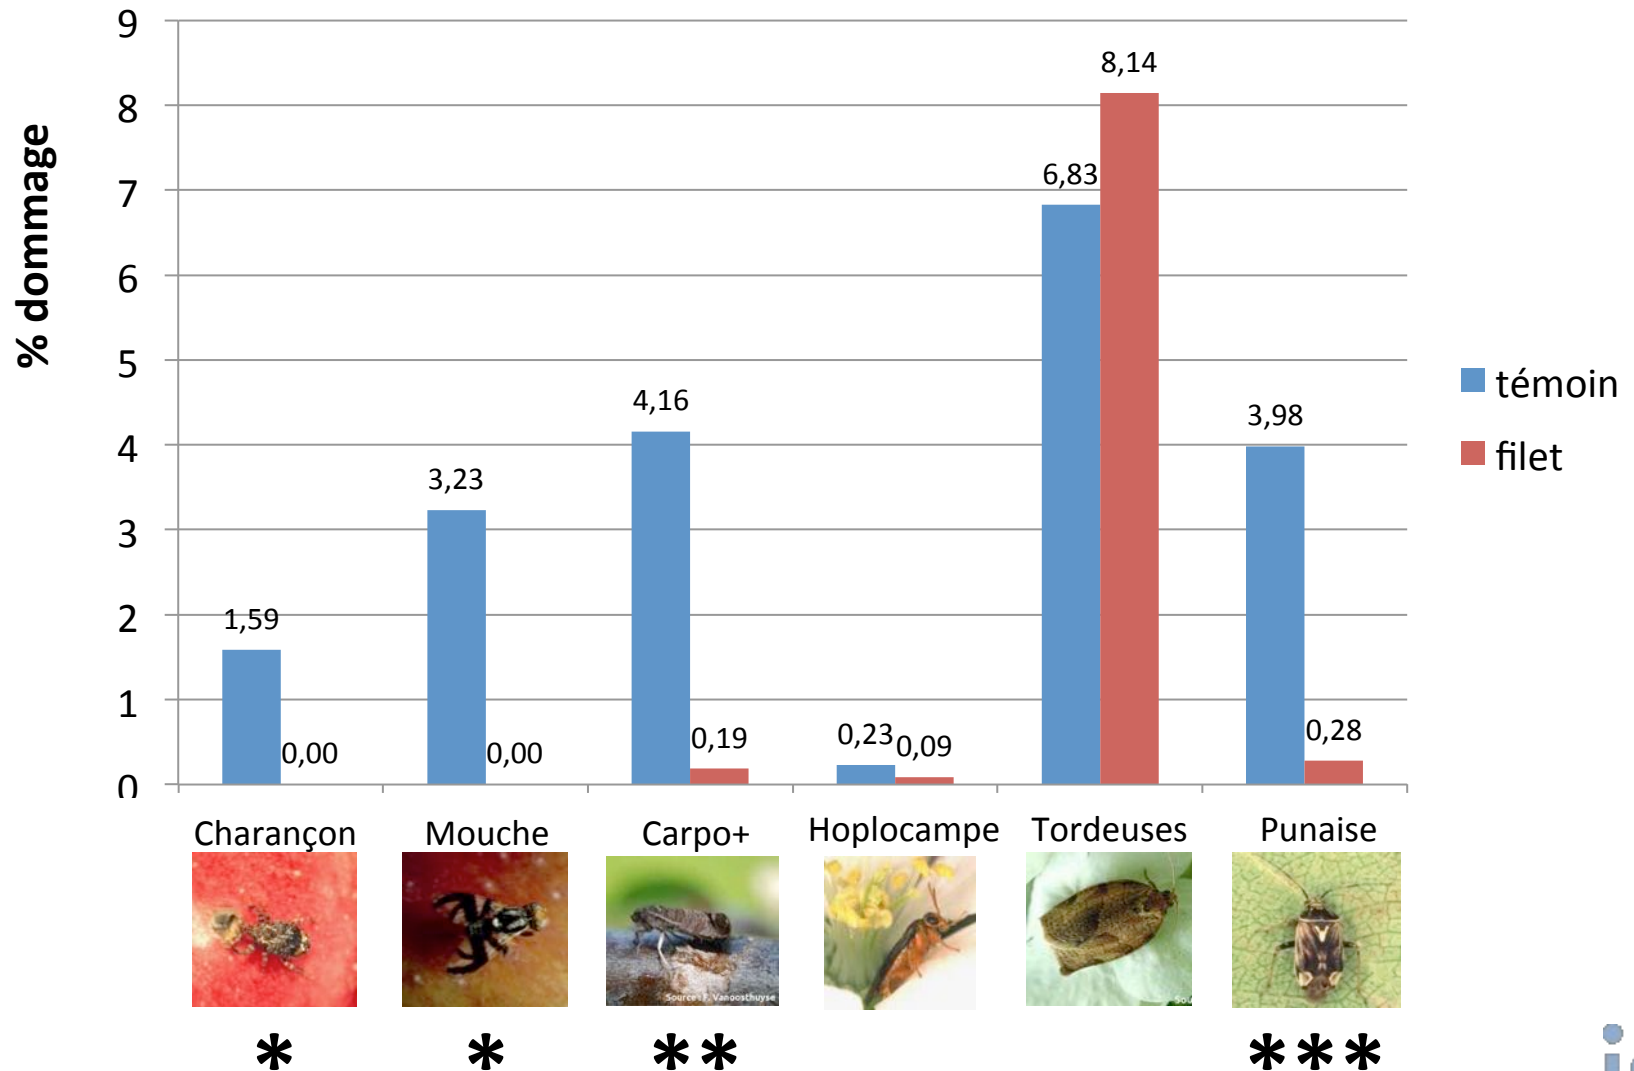 % dommage
9
8
7
6
5
4
3
2
1
0
1,59
0,00
3,23
0,00
4,16
0,19
0,23
0,09
6,83
8,14
3,98
0,28
témoin
filet
Charançon
Mouche
Carpo+
Hoplocampe
Tordeuses
Punaise
Source: F. Vanoosthuyse
*
*
**
***